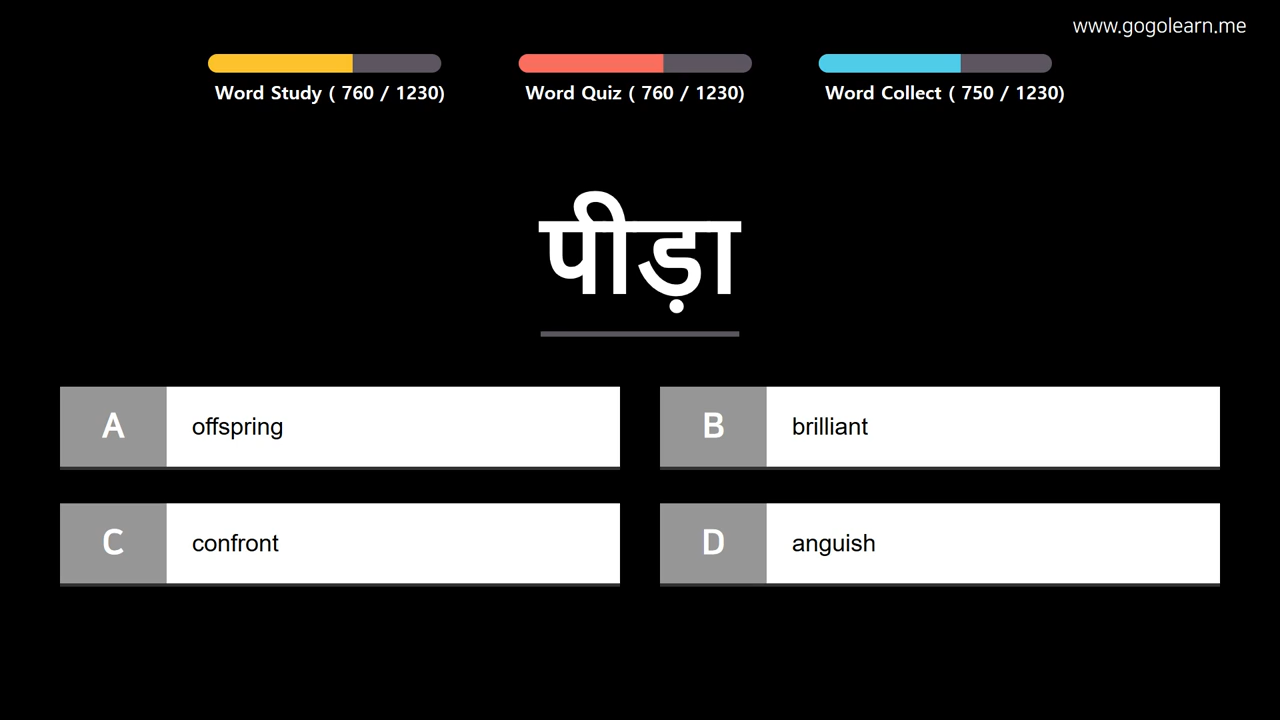 www.gogolearn.me
Word Study ( 760 / 1230)
Word Quiz ( 760 / 1230)
Word Collect ( 750 / 1230)
पीड़ा
A offspring
B brilliant
C confront
D anguish